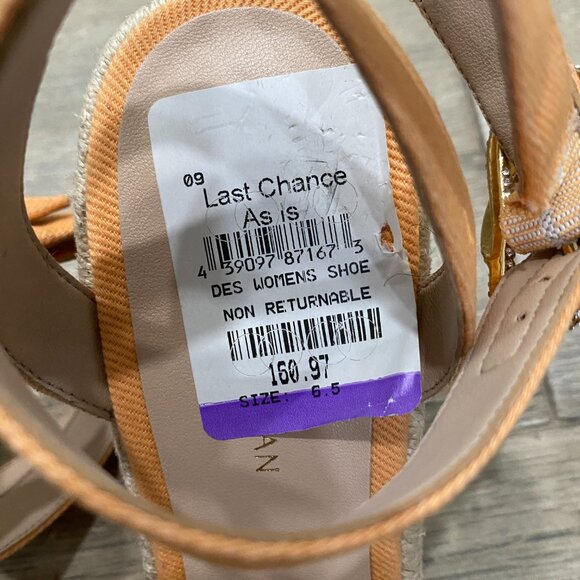 09
Last Chance
As is
4 39097 87167 3
DES WOMENS SHOE
NON RETURNABLE
160.97
SIZE: 6.5